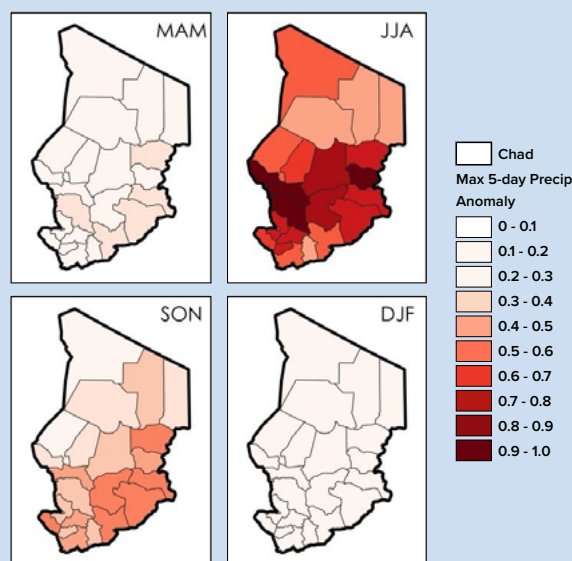 MAM
JJA
SON
DJF
Chad
Max 5-day Precip
Anomaly
0 - 0.1
0.1 - 0.2
0.2 - 0.3
0.3 - 0.4
0.4 - 0.5
0.5 - 0.6
0.6 - 0.7
0.7 - 0.8
0.8 - 0.9
0.9 - 1.0